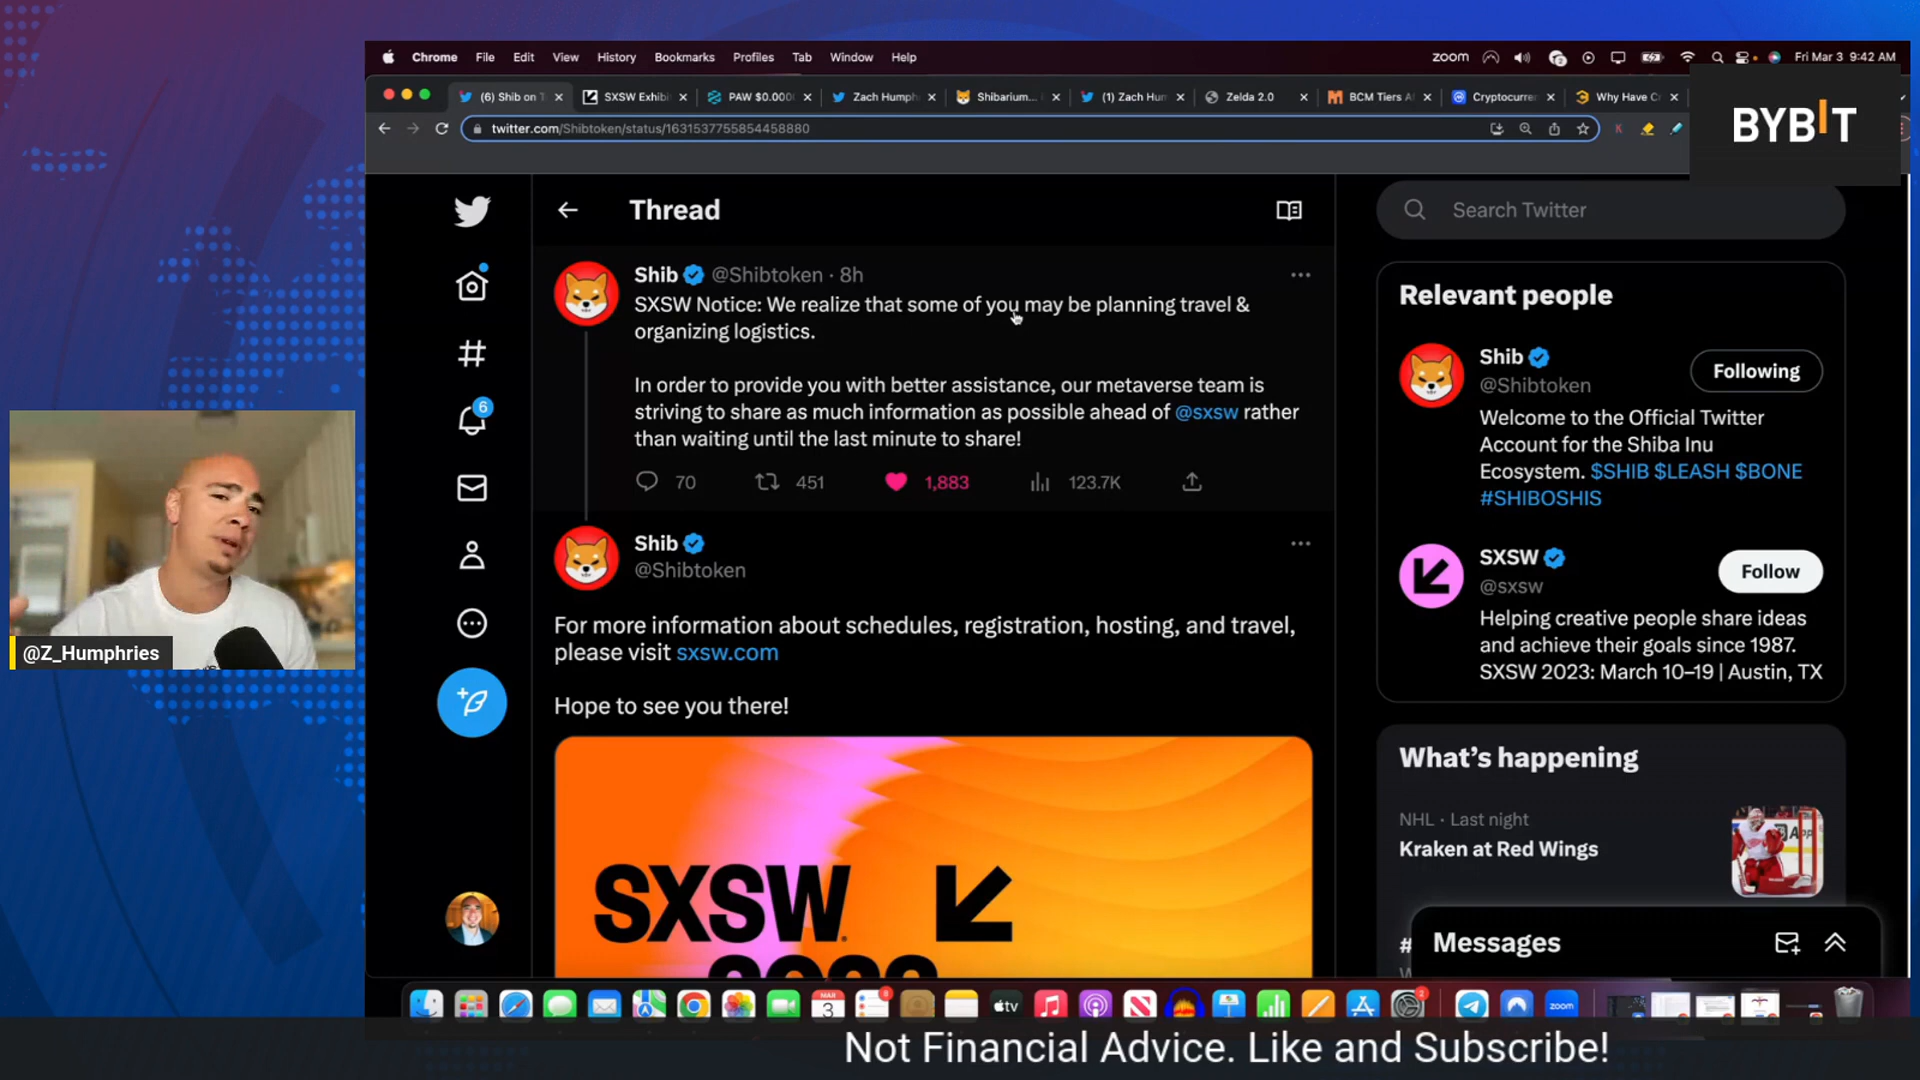 Chrome File Edit View History Bookmarks Profiles Tab Window Help
zoom
Fri Mar 3 9:42 AM
(6) Shib on T
SXSW Exhibi
PAW $0.000
Zach Humph
Shibarium...
(1) Zach Hum
Zelda 2.0
BCM Tiers A
Cryptocurre
Why Have C
BYBIT
twitter.com/Shibtoken/status/1631537755854458880
Thread
Search Twitter
Shib @Shibtoken · 8h
SXSW Notice: We realize that some of you may be planning travel &
organizing logistics.
In order to provide you with better assistance, our metaverse team is
striving to share as much information as possible ahead of @sxsw rather
than waiting until the last minute to share!
70 451 1,883 123.7K
Shib
@Shibtoken
For more information about schedules, registration, hosting, and travel,
please visit sxsw.com
Hope to see you there!
SXSW.
2023
Relevant people
Shib
@Shibtoken
Following
Welcome to the Official Twitter
Account for the Shiba Inu
Ecosystem. $SHIB $LEASH $BONE
#SHIBOSHIS
SXSW
@sxsw
Follow
Helping creative people share ideas
and achieve their goals since 1987.
SXSW 2023: March 10–19 | Austin, TX
What's happening
NHL · Last night
Kraken at Red Wings
#
Messages
6
@Z_Humphries
MAR
3
tv
zoom
Not Financial Advice. Like and Subscribe!